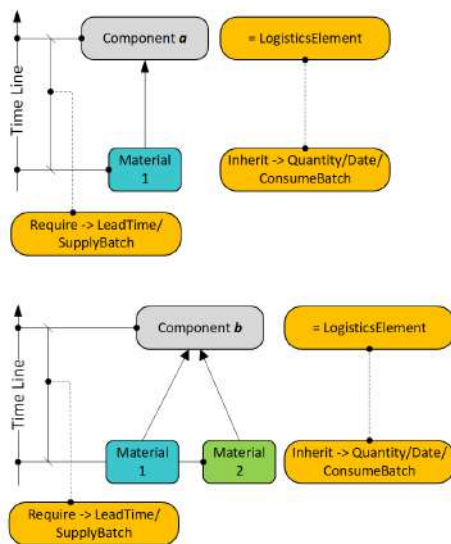 Component a
= LogisticsElement
Time Line
Material
1
Inherit -> Quantity/Date/
ConsumeBatch
Require -> LeadTime/
SupplyBatch
Component b
= LogisticsElement
Time Line
Material
1
Material
2
Inherit -> Quantity/Date/
ConsumeBatch
Require -> LeadTime/
SupplyBatch